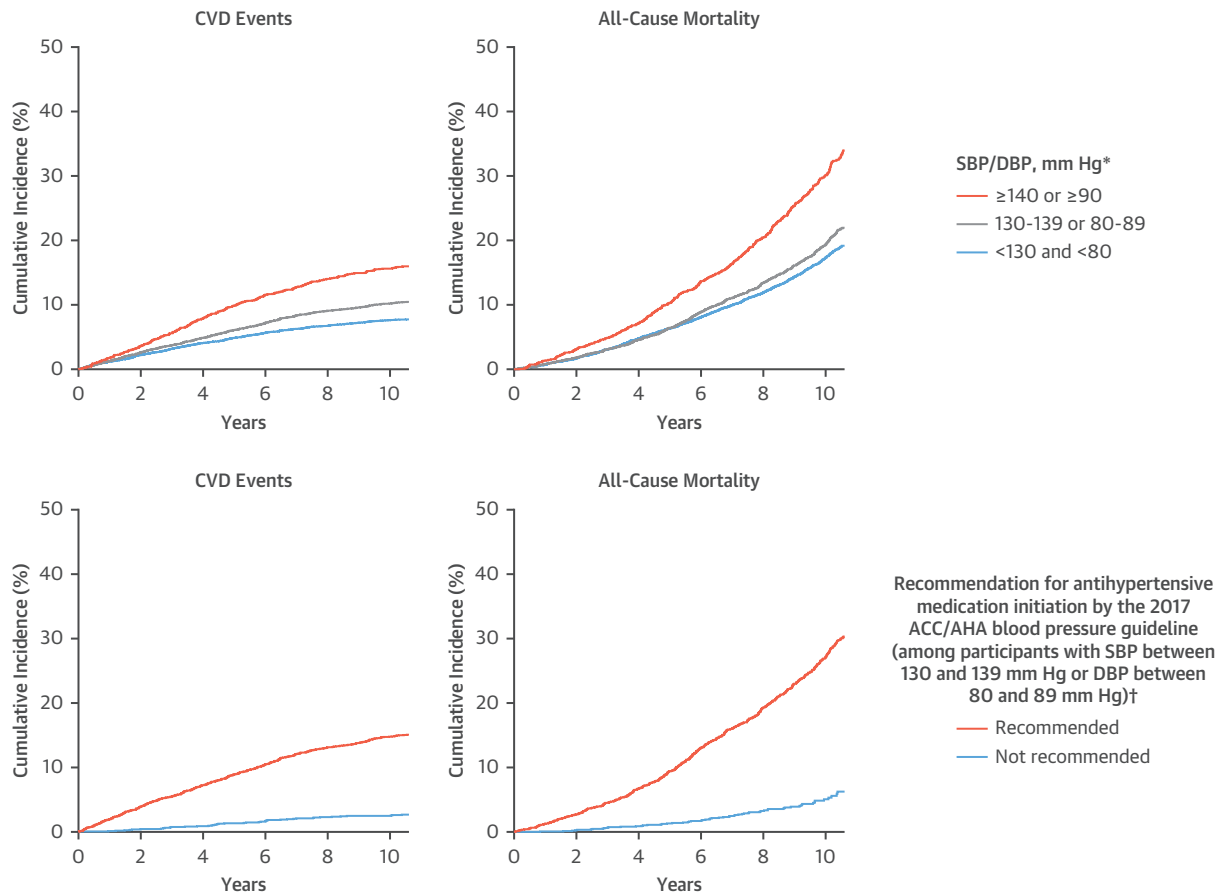 CVD Events
50
40
30
20
10
0
Cumulative Incidence (%)
0 2 4 6 8 10
Years
All-Cause Mortality
50
40
30
20
10
0
Cumulative Incidence (%)
0 2 4 6 8 10
Years
SBP/DBP, mm Hg*
≥140 or ≥90
130-139 or 80-89
<130 and <80
CVD Events
50
40
30
20
10
0
Cumulative Incidence (%)
0 2 4 6 8 10
Years
All-Cause Mortality
50
40
30
20
10
0
Cumulative Incidence (%)
0 2 4 6 8 10
Years
Recommendation for antihypertensive
medication initiation by the 2017
ACC/AHA blood pressure guideline
(among participants with SBP between
130 and 139 mm Hg or DBP between
80 and 89 mm Hg)†
Recommended
Not recommended